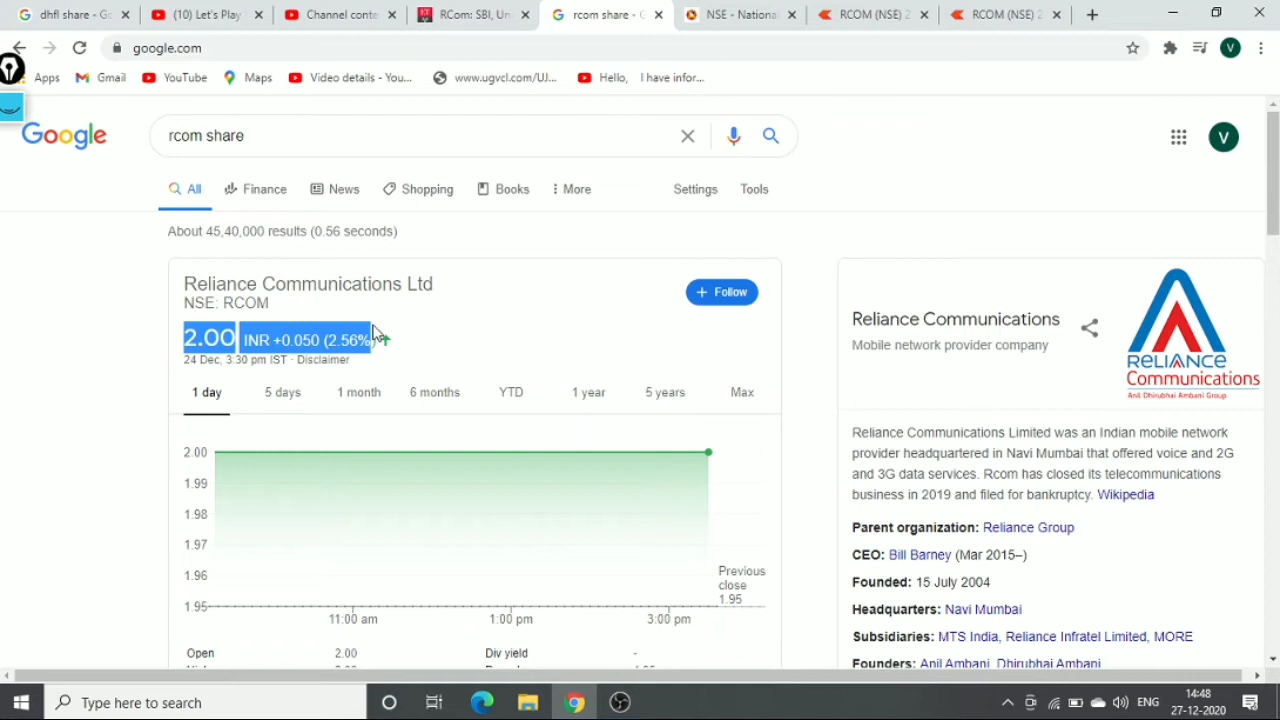 dhfl share - G
(10) Let's Play
Channel conte
RCom: SBI, Un
rcom share - G
NSE - Nationa
RCOM (NSE) 2
RCOM (NSE) 2
google.com
V
Apps
Gmail
YouTube
Maps
Video details - You...
www.ugvcl.com/UJ...
Hello, I have infor...
Google
rcom share
V
All
Finance
News
Shopping
Books
More
Settings
Tools
About 45,40,000 results (0.56 seconds)
Reliance Communications Ltd
NSE: RCOM
Follow
2.00 INR +0.050 (2.56%
24 Dec, 3:30 pm IST · Disclaimer
1 day
5 days
1 month
6 months
YTD
1 year
5 years
Max
2.00
1.99
1.98
1.97
1.96
1.95
Previous
close
1.95
11:00 am
1:00 pm
3:00 pm
Open
2.00
Div yield
-
Reliance Communications
Mobile network provider company
RELIANCE
Communications
Anil Dhirubhai Ambani Group
Reliance Communications Limited was an Indian mobile network
provider headquartered in Navi Mumbai that offered voice and 2G
and 3G data services. Rcom has closed its telecommunications
business in 2019 and filed for bankruptcy. Wikipedia
Parent organization: Reliance Group
CEO: Bill Barney (Mar 2015–)
Founded: 15 July 2004
Headquarters: Navi Mumbai
Subsidiaries: MTS India, Reliance Infratel Limited, MORE
Founders: Anil Ambani, Dhirubhai Ambani
Type here to search
ENG
14:48
27-12-2020